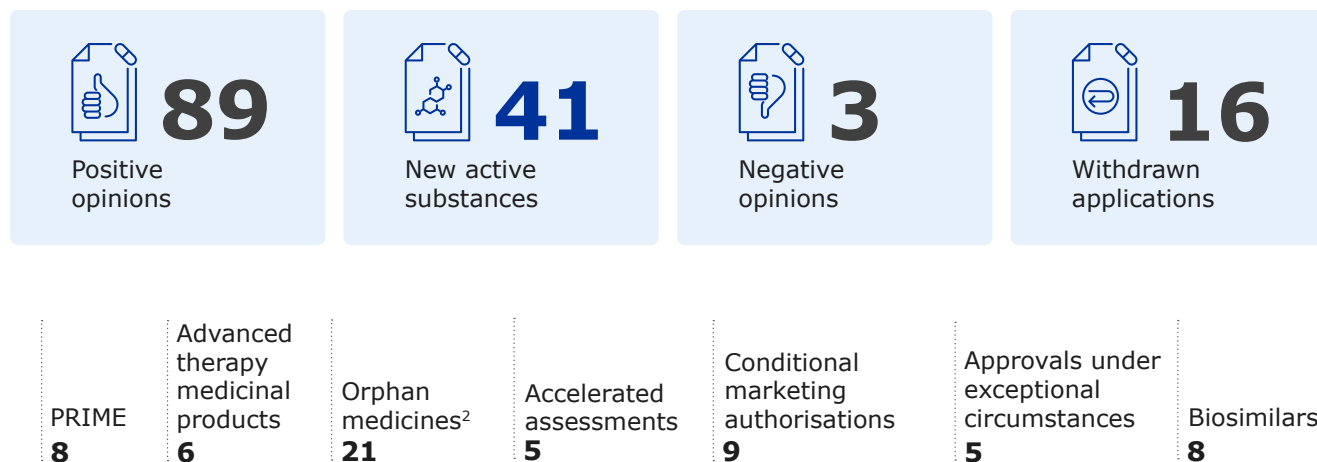 89
Positive
opinions
41
New active
substances
3
Negative
opinions
16
Withdrawn
applications
PRIME
8
Advanced
therapy
medicinal
products
6
Orphan
medicines²
21
Accelerated
assessments
5
Conditional
marketing
authorisations
9
Approvals under
exceptional
circumstances
5
Biosimilars
8